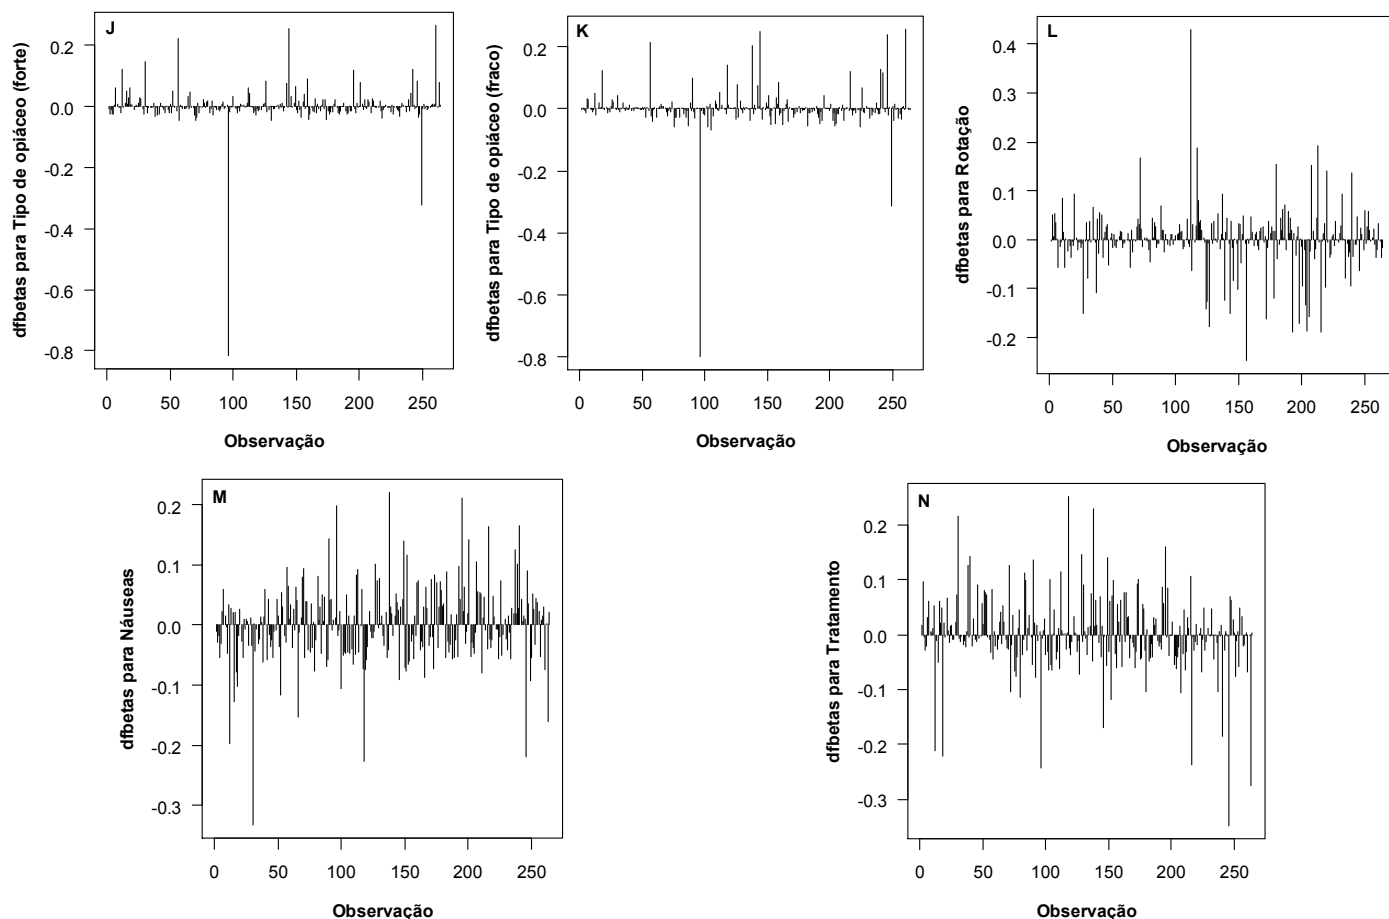 J
dfbetas para Tipo de opiáceo (forte)
0.2
0.0
-0.2
-0.4
-0.6
-0.8
0 50 100 150 200 250
Observação
K
dfbetas para Tipo de opiáceo (fraco)
0.2
0.0
-0.2
-0.4
-0.6
-0.8
0 50 100 150 200 250
Observação
L
dfbetas para Rotação
0.4
0.3
0.2
0.1
0.0
-0.1
-0.2
0 50 100 150 200 250
Observação
M
dfbetas para Náuseas
0.2
0.1
0.0
-0.1
-0.2
-0.3
0 50 100 150 200 250
Observação
N
dfbetas para Tratamento
0.2
0.1
0.0
-0.1
-0.2
-0.3
0 50 100 150 200 250
Observação